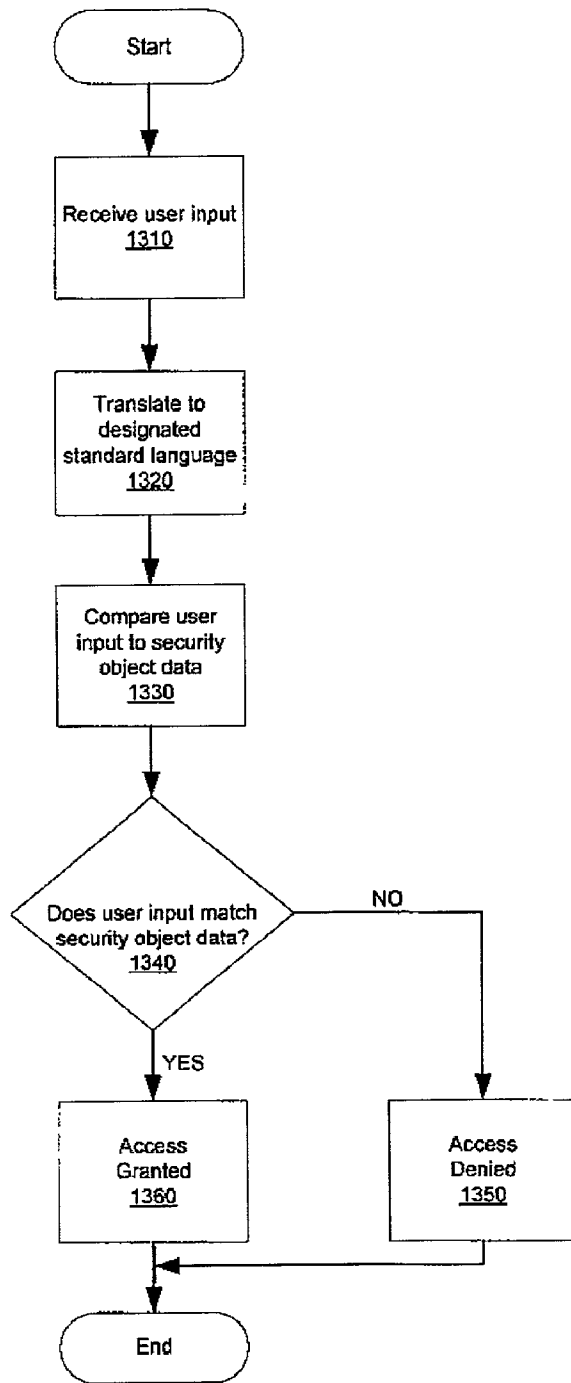 Start
Receive user input
1310
Translate to
designated
standard language
1320
Compare user
input to security
object data
1330
Does user input match
security object data?
1340
NO
YES
Access
Granted
1360
Access
Denied
1350
End